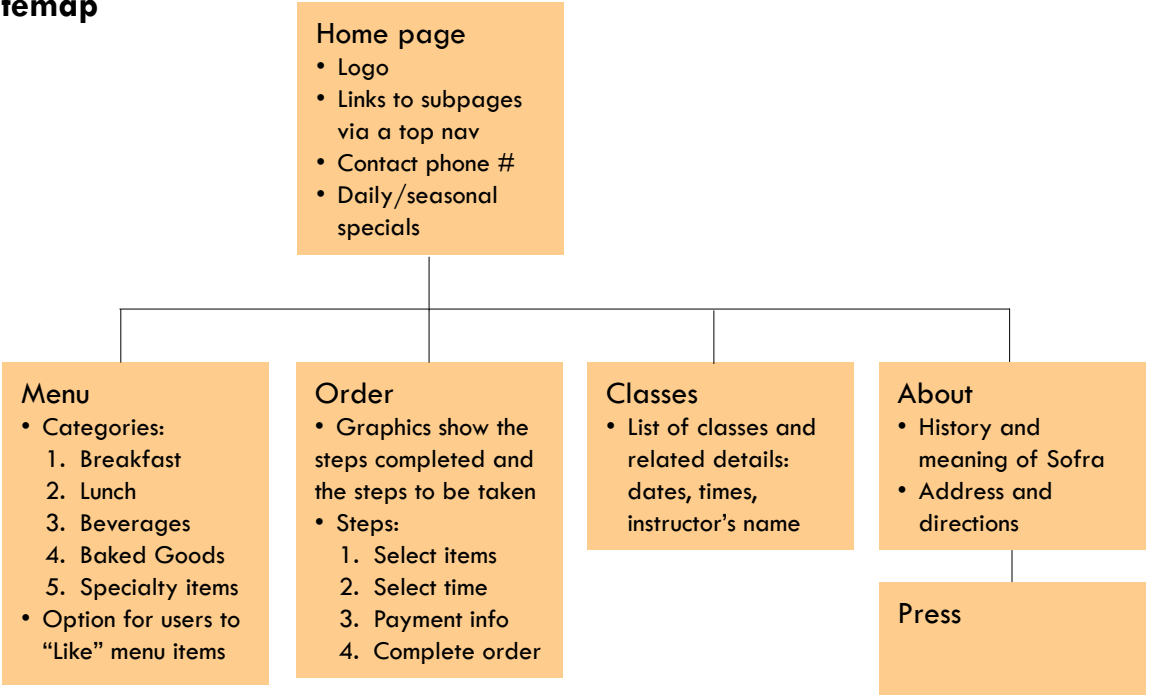 temap
Home page
• Logo
• Links to subpages
via a top nav
• Contact phone #
• Daily/seasonal
specials
Menu
• Categories:
1. Breakfast
2. Lunch
3. Beverages
4. Baked Goods
5. Specialty items
• Option for users to
“Like” menu items
Order
• Graphics show the
steps completed and
the steps to be taken
• Steps:
1. Select items
2. Select time
3. Payment info
4. Complete order
Classes
• List of classes and
related details:
dates, times,
instructor’s name
About
• History and
meaning of Sofra
• Address and
directions
Press